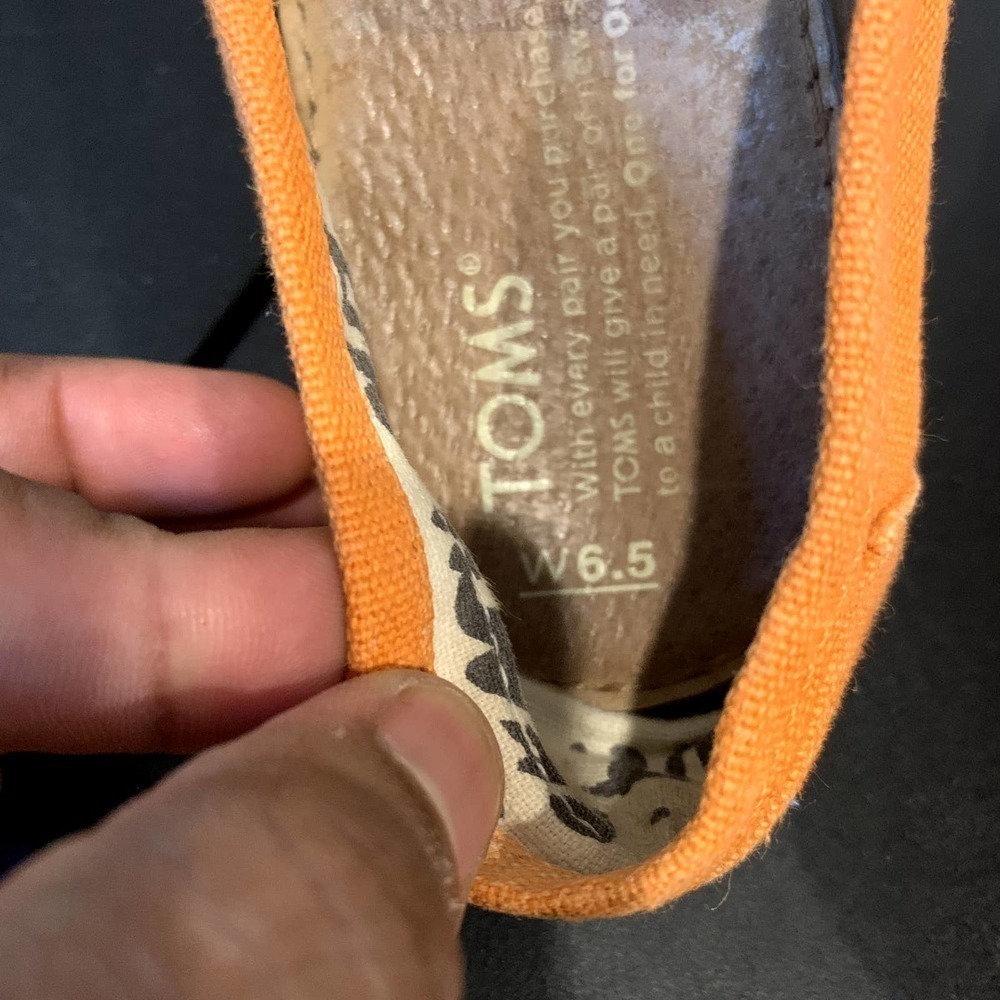 TOMS®
With every pair you purchase,
TOMS will give a pair of new
to a child in need. One for
W 6.5